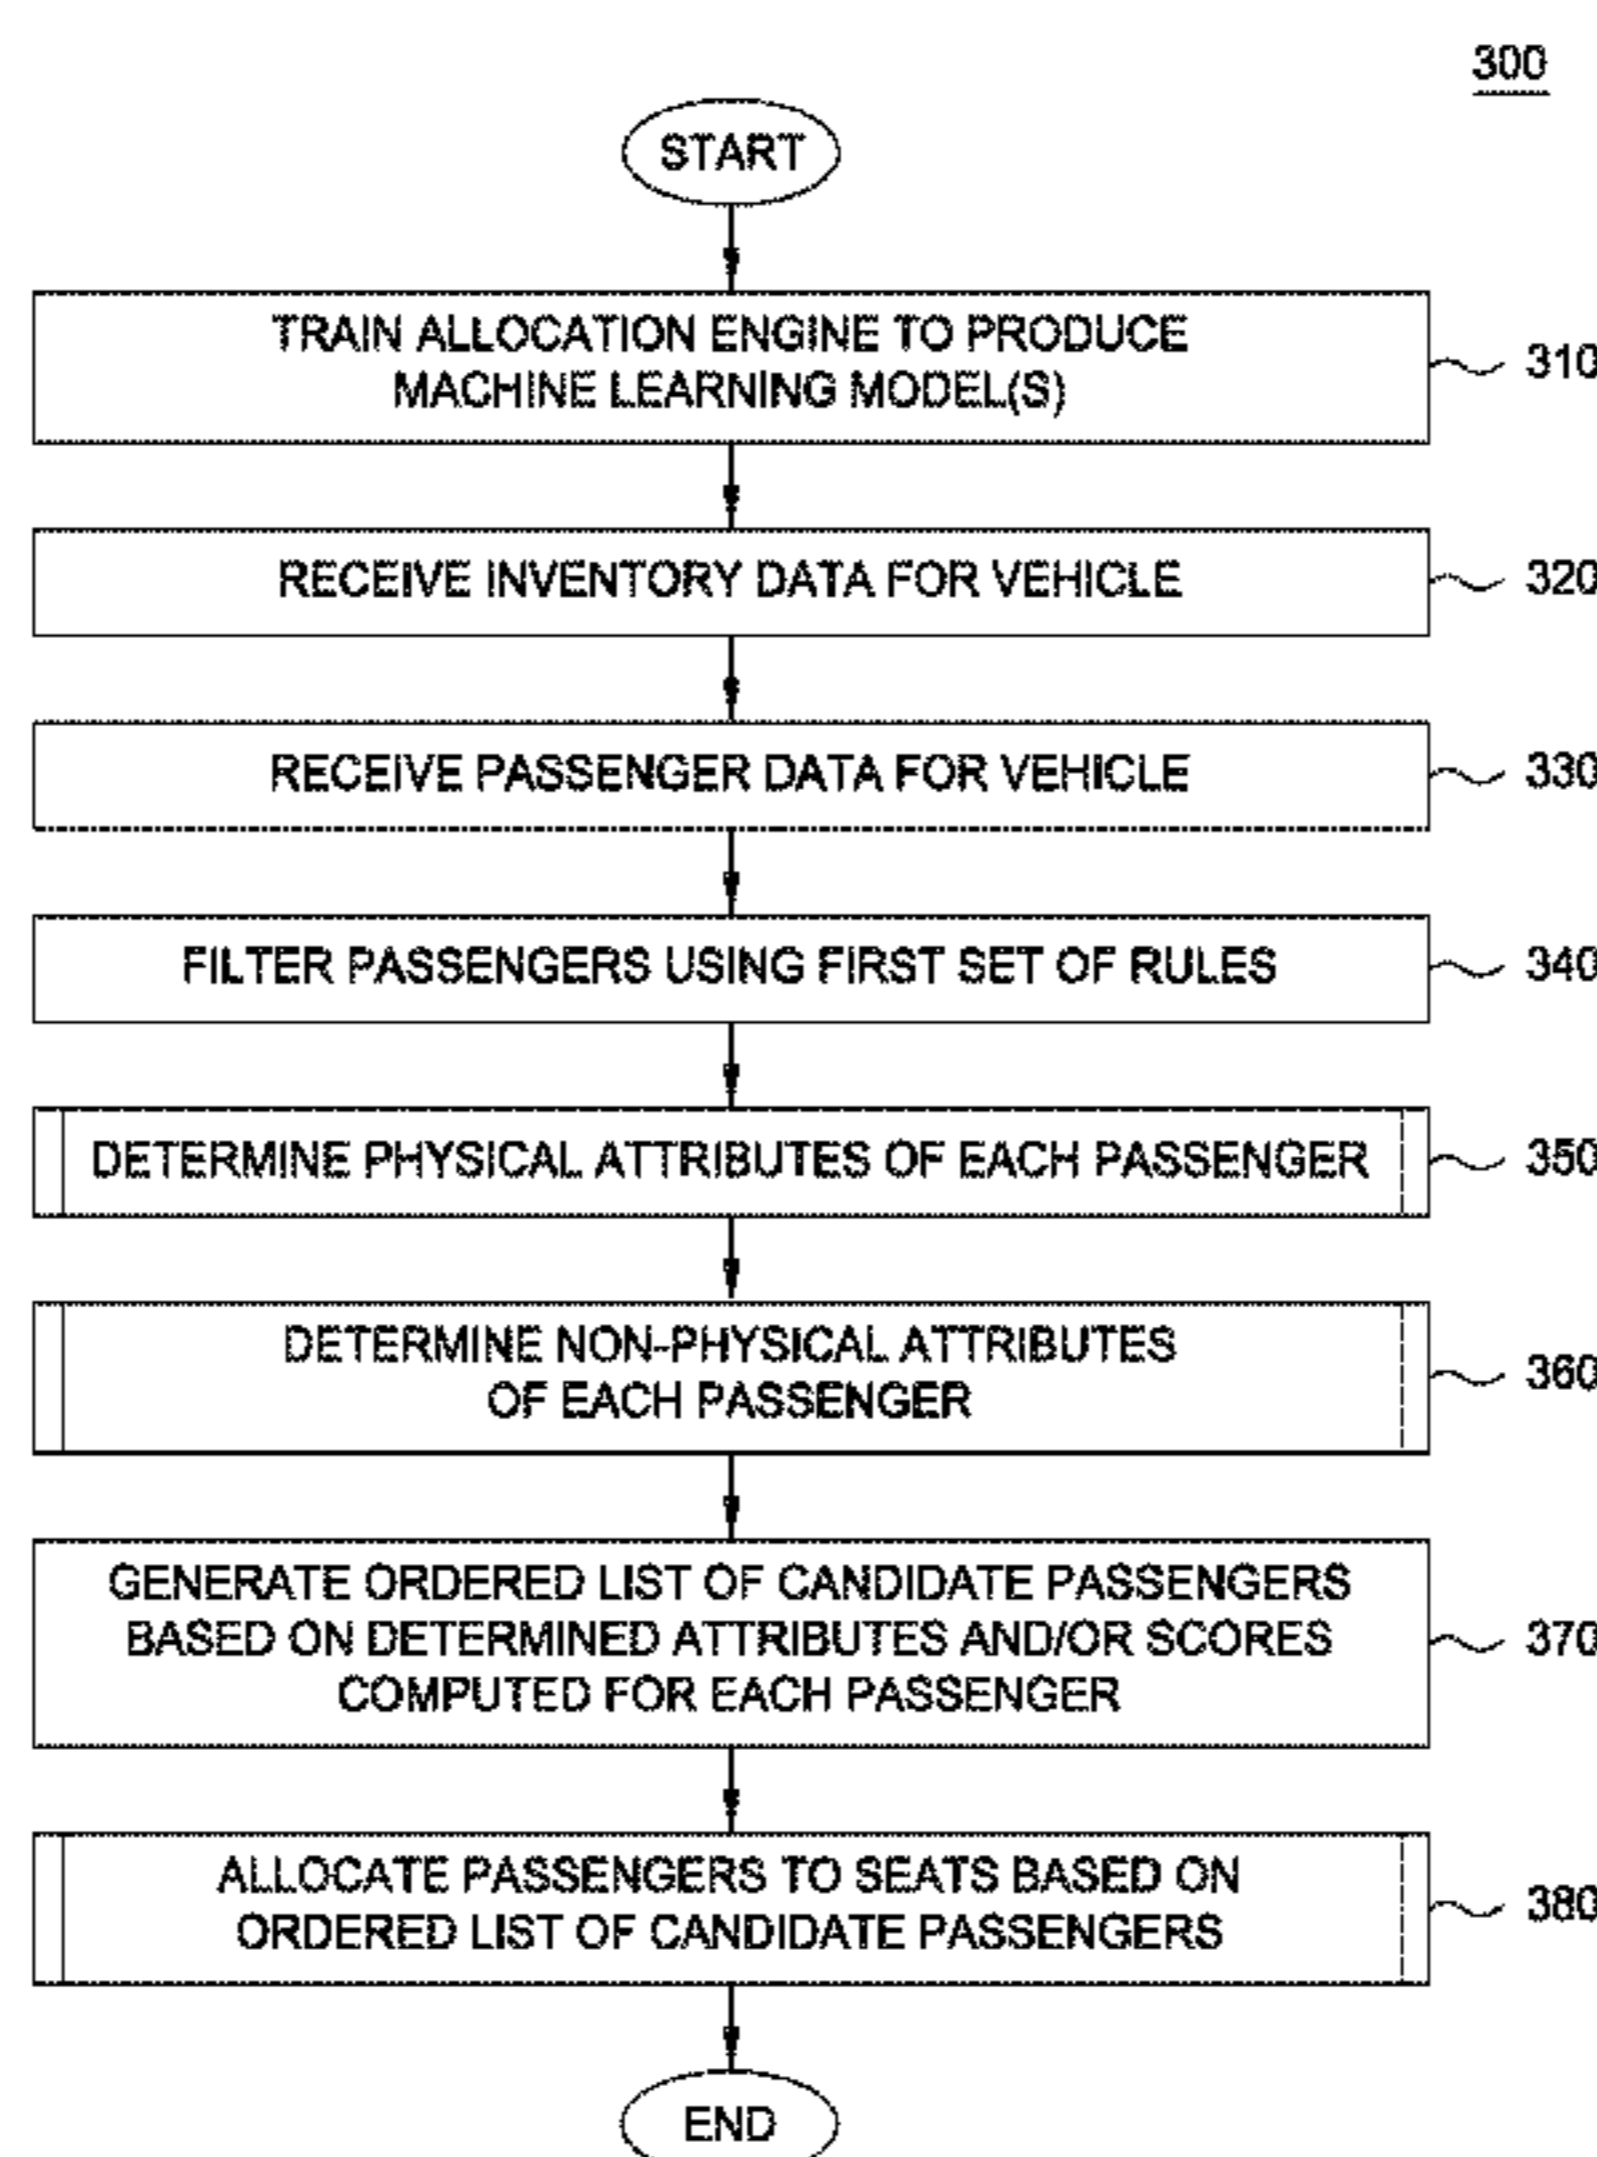 300
START
TRAIN ALLOCATION ENGINE TO PRODUCE
MACHINE LEARNING MODEL(S)
310
RECEIVE INVENTORY DATA FOR VEHICLE
320
RECEIVE PASSENGER DATA FOR VEHICLE
330
FILTER PASSENGERS USING FIRST SET OF RULES
340
DETERMINE PHYSICAL ATTRIBUTES OF EACH PASSENGER
350
DETERMINE NON-PHYSICAL ATTRIBUTES
OF EACH PASSENGER
360
GENERATE ORDERED LIST OF CANDIDATE PASSENGERS
BASED ON DETERMINED ATTRIBUTES AND/OR SCORES
COMPUTED FOR EACH PASSENGER
370
ALLOCATE PASSENGERS TO SEATS BASED ON
ORDERED LIST OF CANDIDATE PASSENGERS
380
END